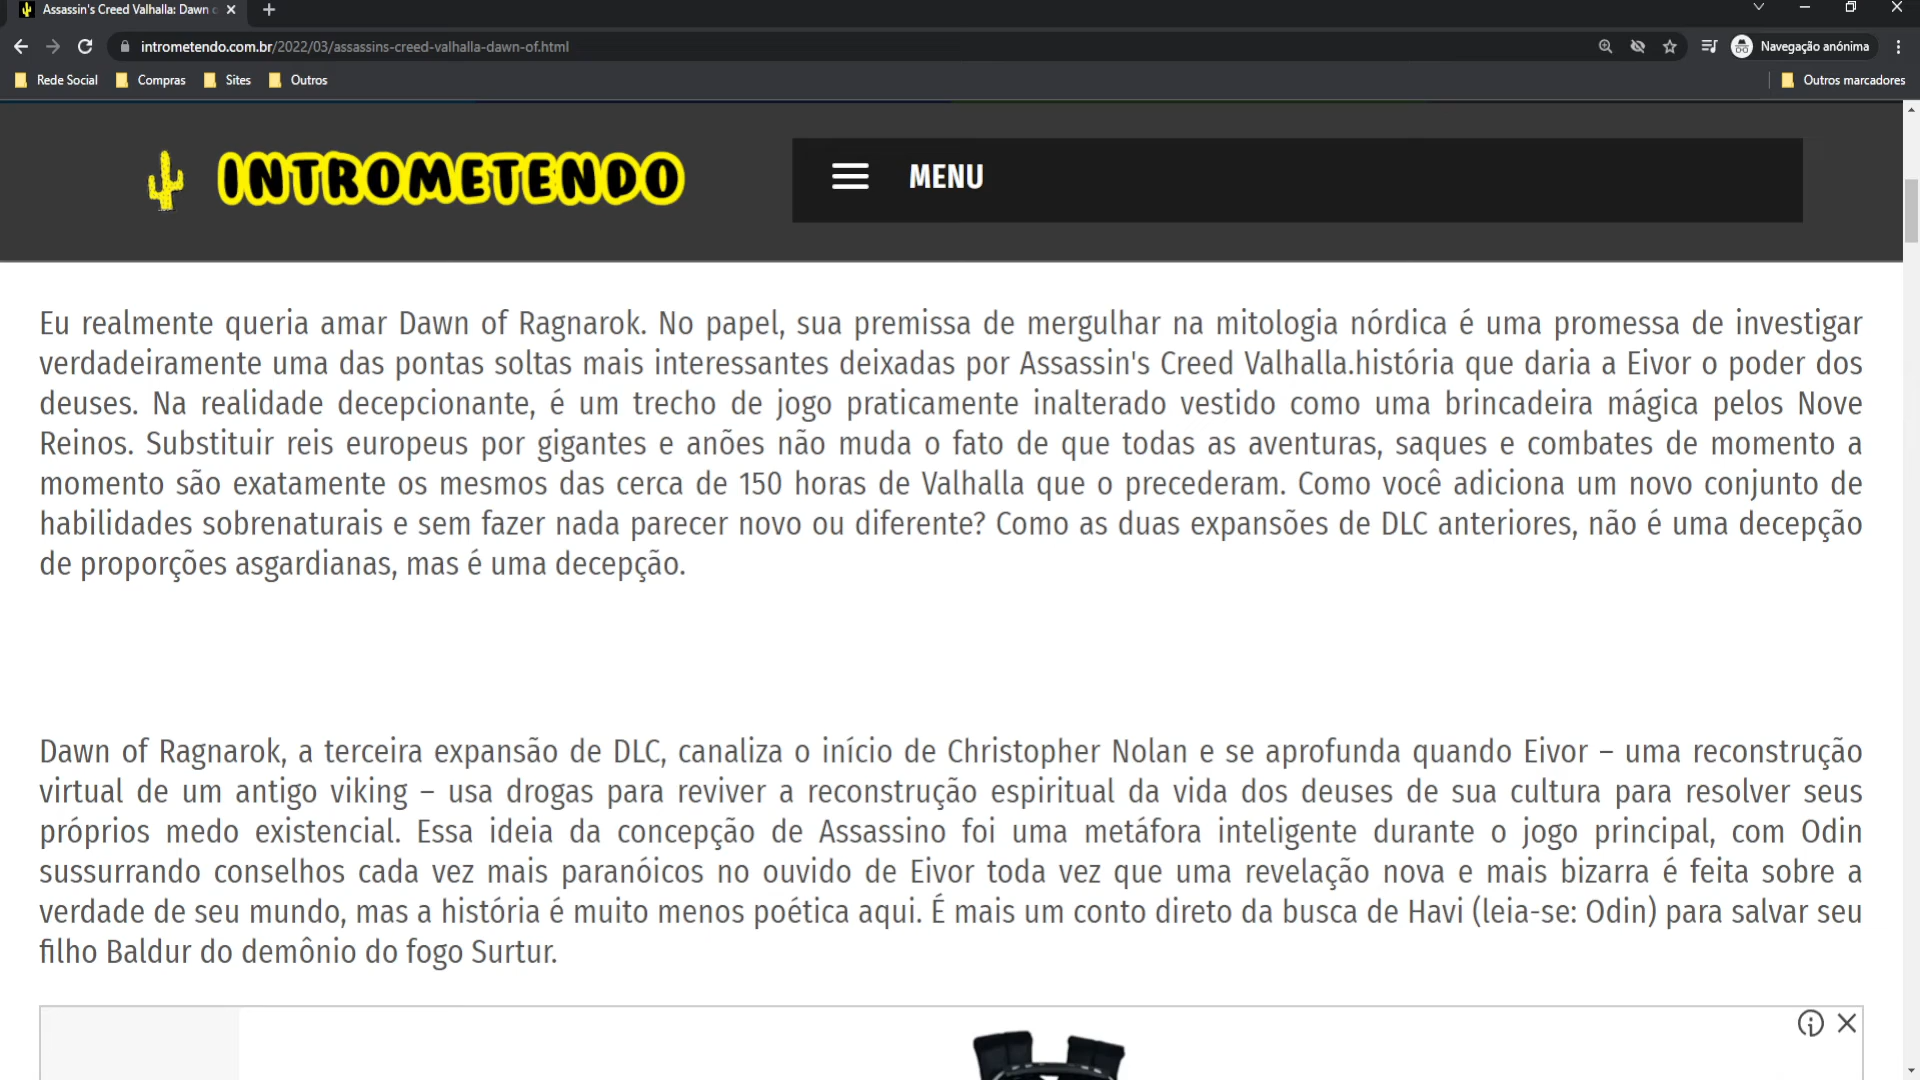 Assassin's Creed Valhalla: Dawn o
intrometendo.com.br/2022/03/assassins-creed-valhalla-dawn-of.html
Navegação anónima
Rede Social
Compras
Sites
Outros
Outros marcadores
INTROMETENDO
MENU
Eu realmente queria amar Dawn of Ragnarok. No papel, sua premissa de mergulhar na mitologia nórdica é uma promessa de investigar
verdadeiramente uma das pontas soltas mais interessantes deixadas por Assassin's Creed Valhalla.história que daria a Eivor o poder dos
deuses. Na realidade decepcionante, é um trecho de jogo praticamente inalterado vestido como uma brincadeira mágica pelos Nove
Reinos. Substituir reis europeus por gigantes e anões não muda o fato de que todas as aventuras, saques e combates de momento a
momento são exatamente os mesmos das cerca de 150 horas de Valhalla que o precederam. Como você adiciona um novo conjunto de
habilidades sobrenaturais e sem fazer nada parecer novo ou diferente? Como as duas expansões de DLC anteriores, não é uma decepção
de proporções asgardianas, mas é uma decepção.
Dawn of Ragnarok, a terceira expansão de DLC, canaliza o início de Christopher Nolan e se aprofunda quando Eivor – uma reconstrução
virtual de um antigo viking – usa drogas para reviver a reconstrução espiritual da vida dos deuses de sua cultura para resolver seus
próprios medo existencial. Essa ideia da concepção de Assassino foi uma metáfora inteligente durante o jogo principal, com Odin
sussurrando conselhos cada vez mais paranóicos no ouvido de Eivor toda vez que uma revelação nova e mais bizarra é feita sobre a
verdade de seu mundo, mas a história é muito menos poética aqui. É mais um conto direto da busca de Havi (leia-se: Odin) para salvar seu
filho Baldur do demônio do fogo Surtur.